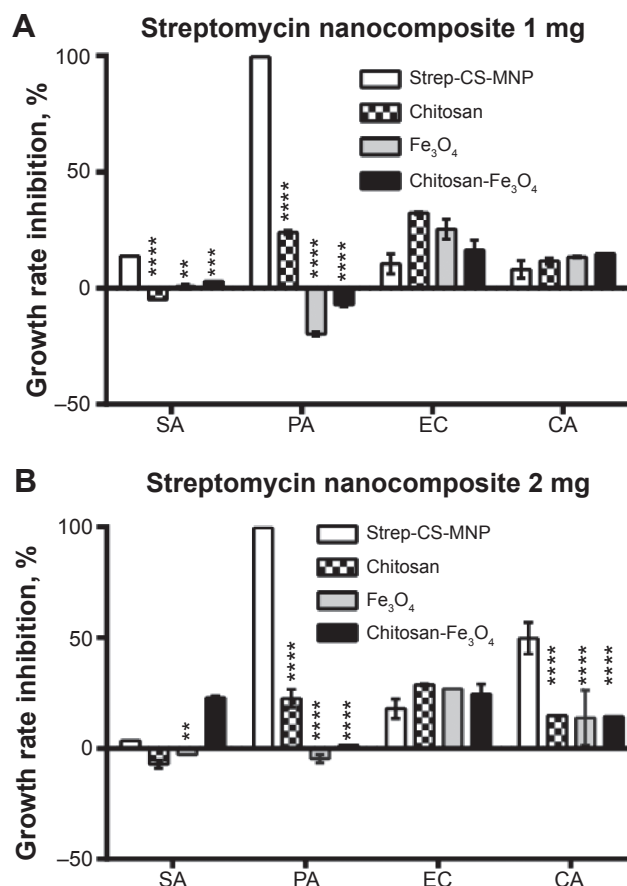 A
Streptomycin nanocomposite 1 mg
Growth rate inhibition, %
100
50
0
–50
Strep-CS-MNP
Chitosan
Fe₃O₄
Chitosan-Fe₃O₄
****
**
***
****
****
****
SA
PA
EC
CA
B
Streptomycin nanocomposite 2 mg
Growth rate inhibition, %
100
50
0
–50
Strep-CS-MNP
Chitosan
Fe₃O₄
Chitosan-Fe₃O₄
**
****
****
****
****
****
****
SA
PA
EC
CA